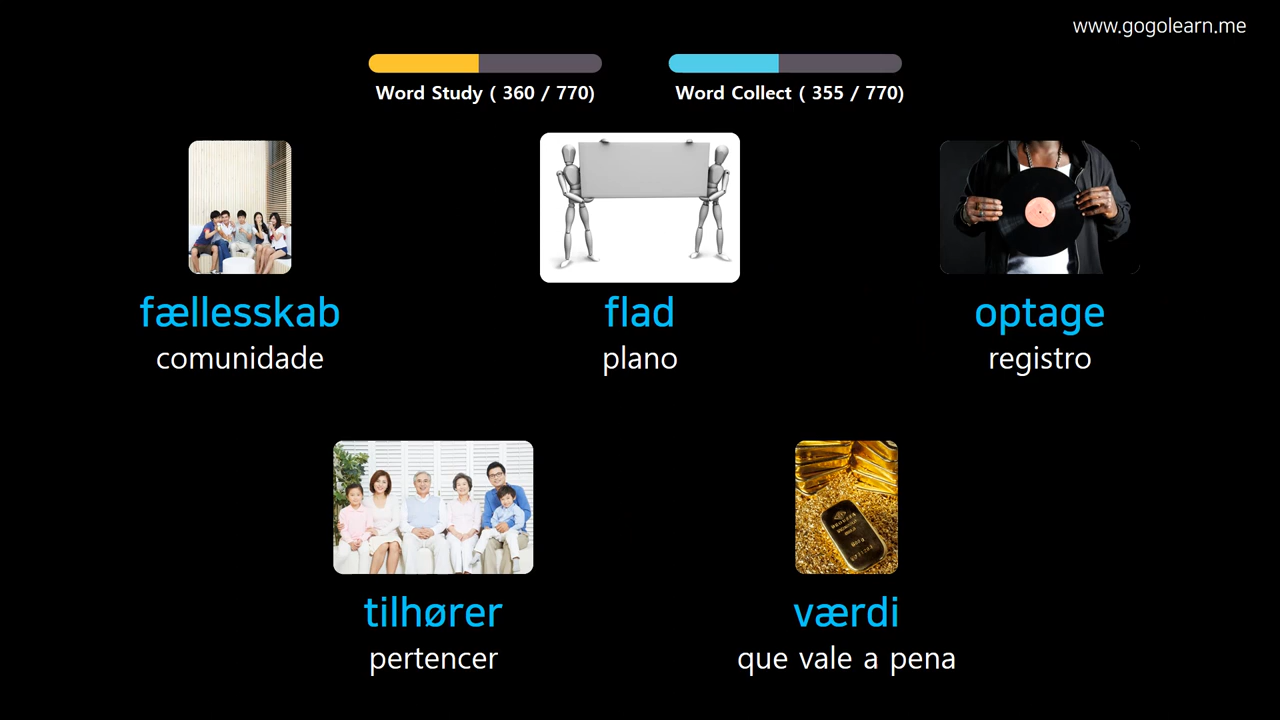 www.gogolearn.me
Word Study ( 360 / 770)
Word Collect ( 355 / 770)
fællesskab
comunidade
flad
plano
optage
registro
tilhører
pertencer
værdi
que vale a pena